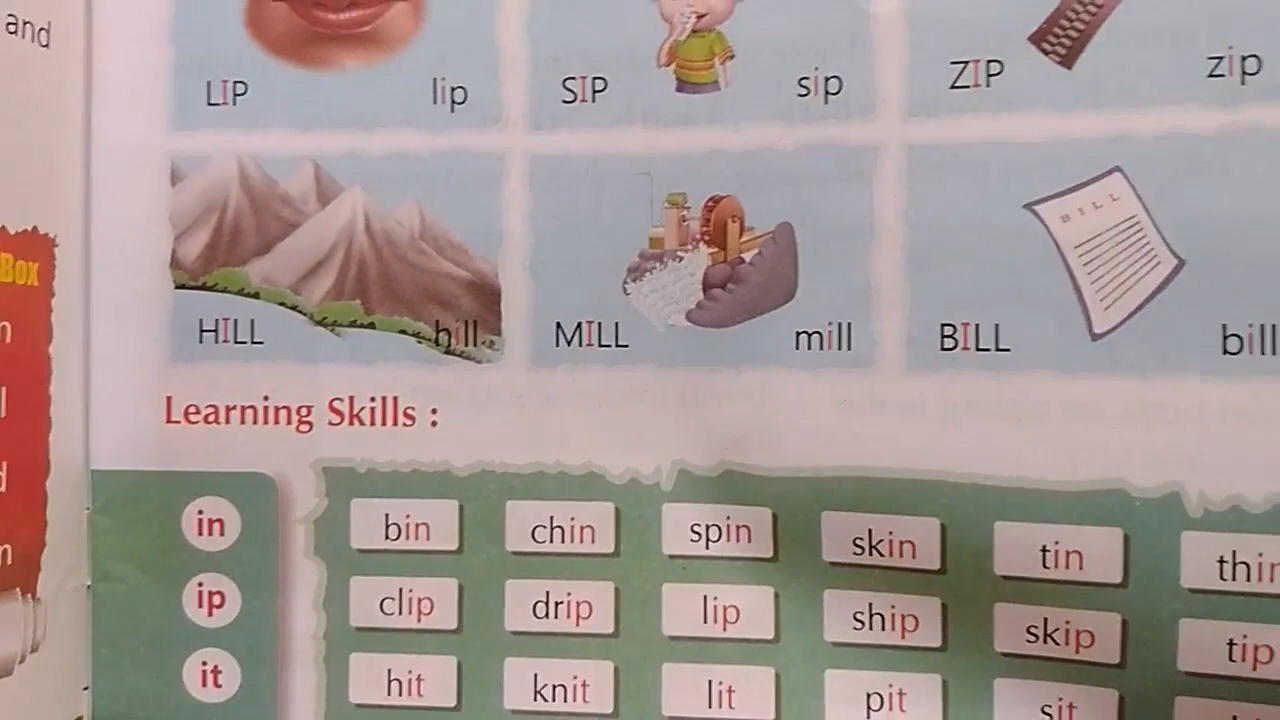 and
LIP lip SIP sip ZIP zip
BILL
HILL hill MILL mill BILL bill
Box
Learning Skills :
in bin chin spin skin tin
ip clip drip lip ship skip tip
it hit knit lit pit sit